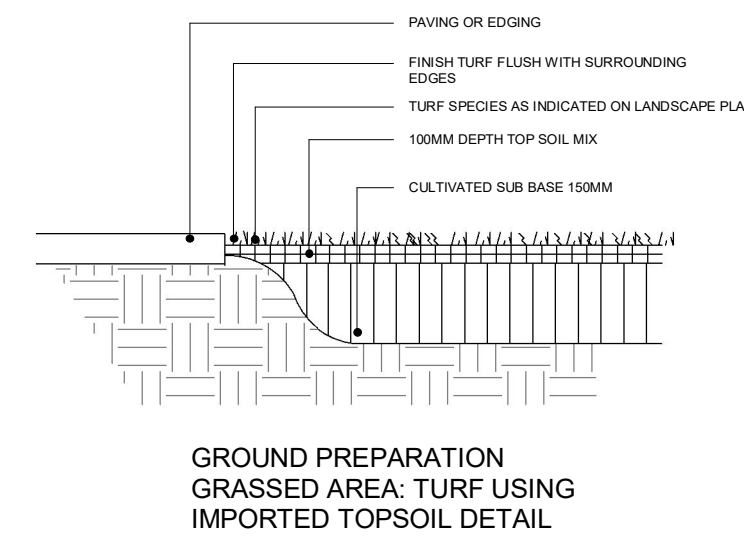 PAVING OR EDGING
FINISH TURF FLUSH WITH SURROUNDING
EDGES
TURF SPECIES AS INDICATED ON LANDSCAPE PLA
100MM DEPTH TOP SOIL MIX
CULTIVATED SUB BASE 150MM
GROUND PREPARATION
GRASSED AREA: TURF USING
IMPORTED TOPSOIL DETAIL